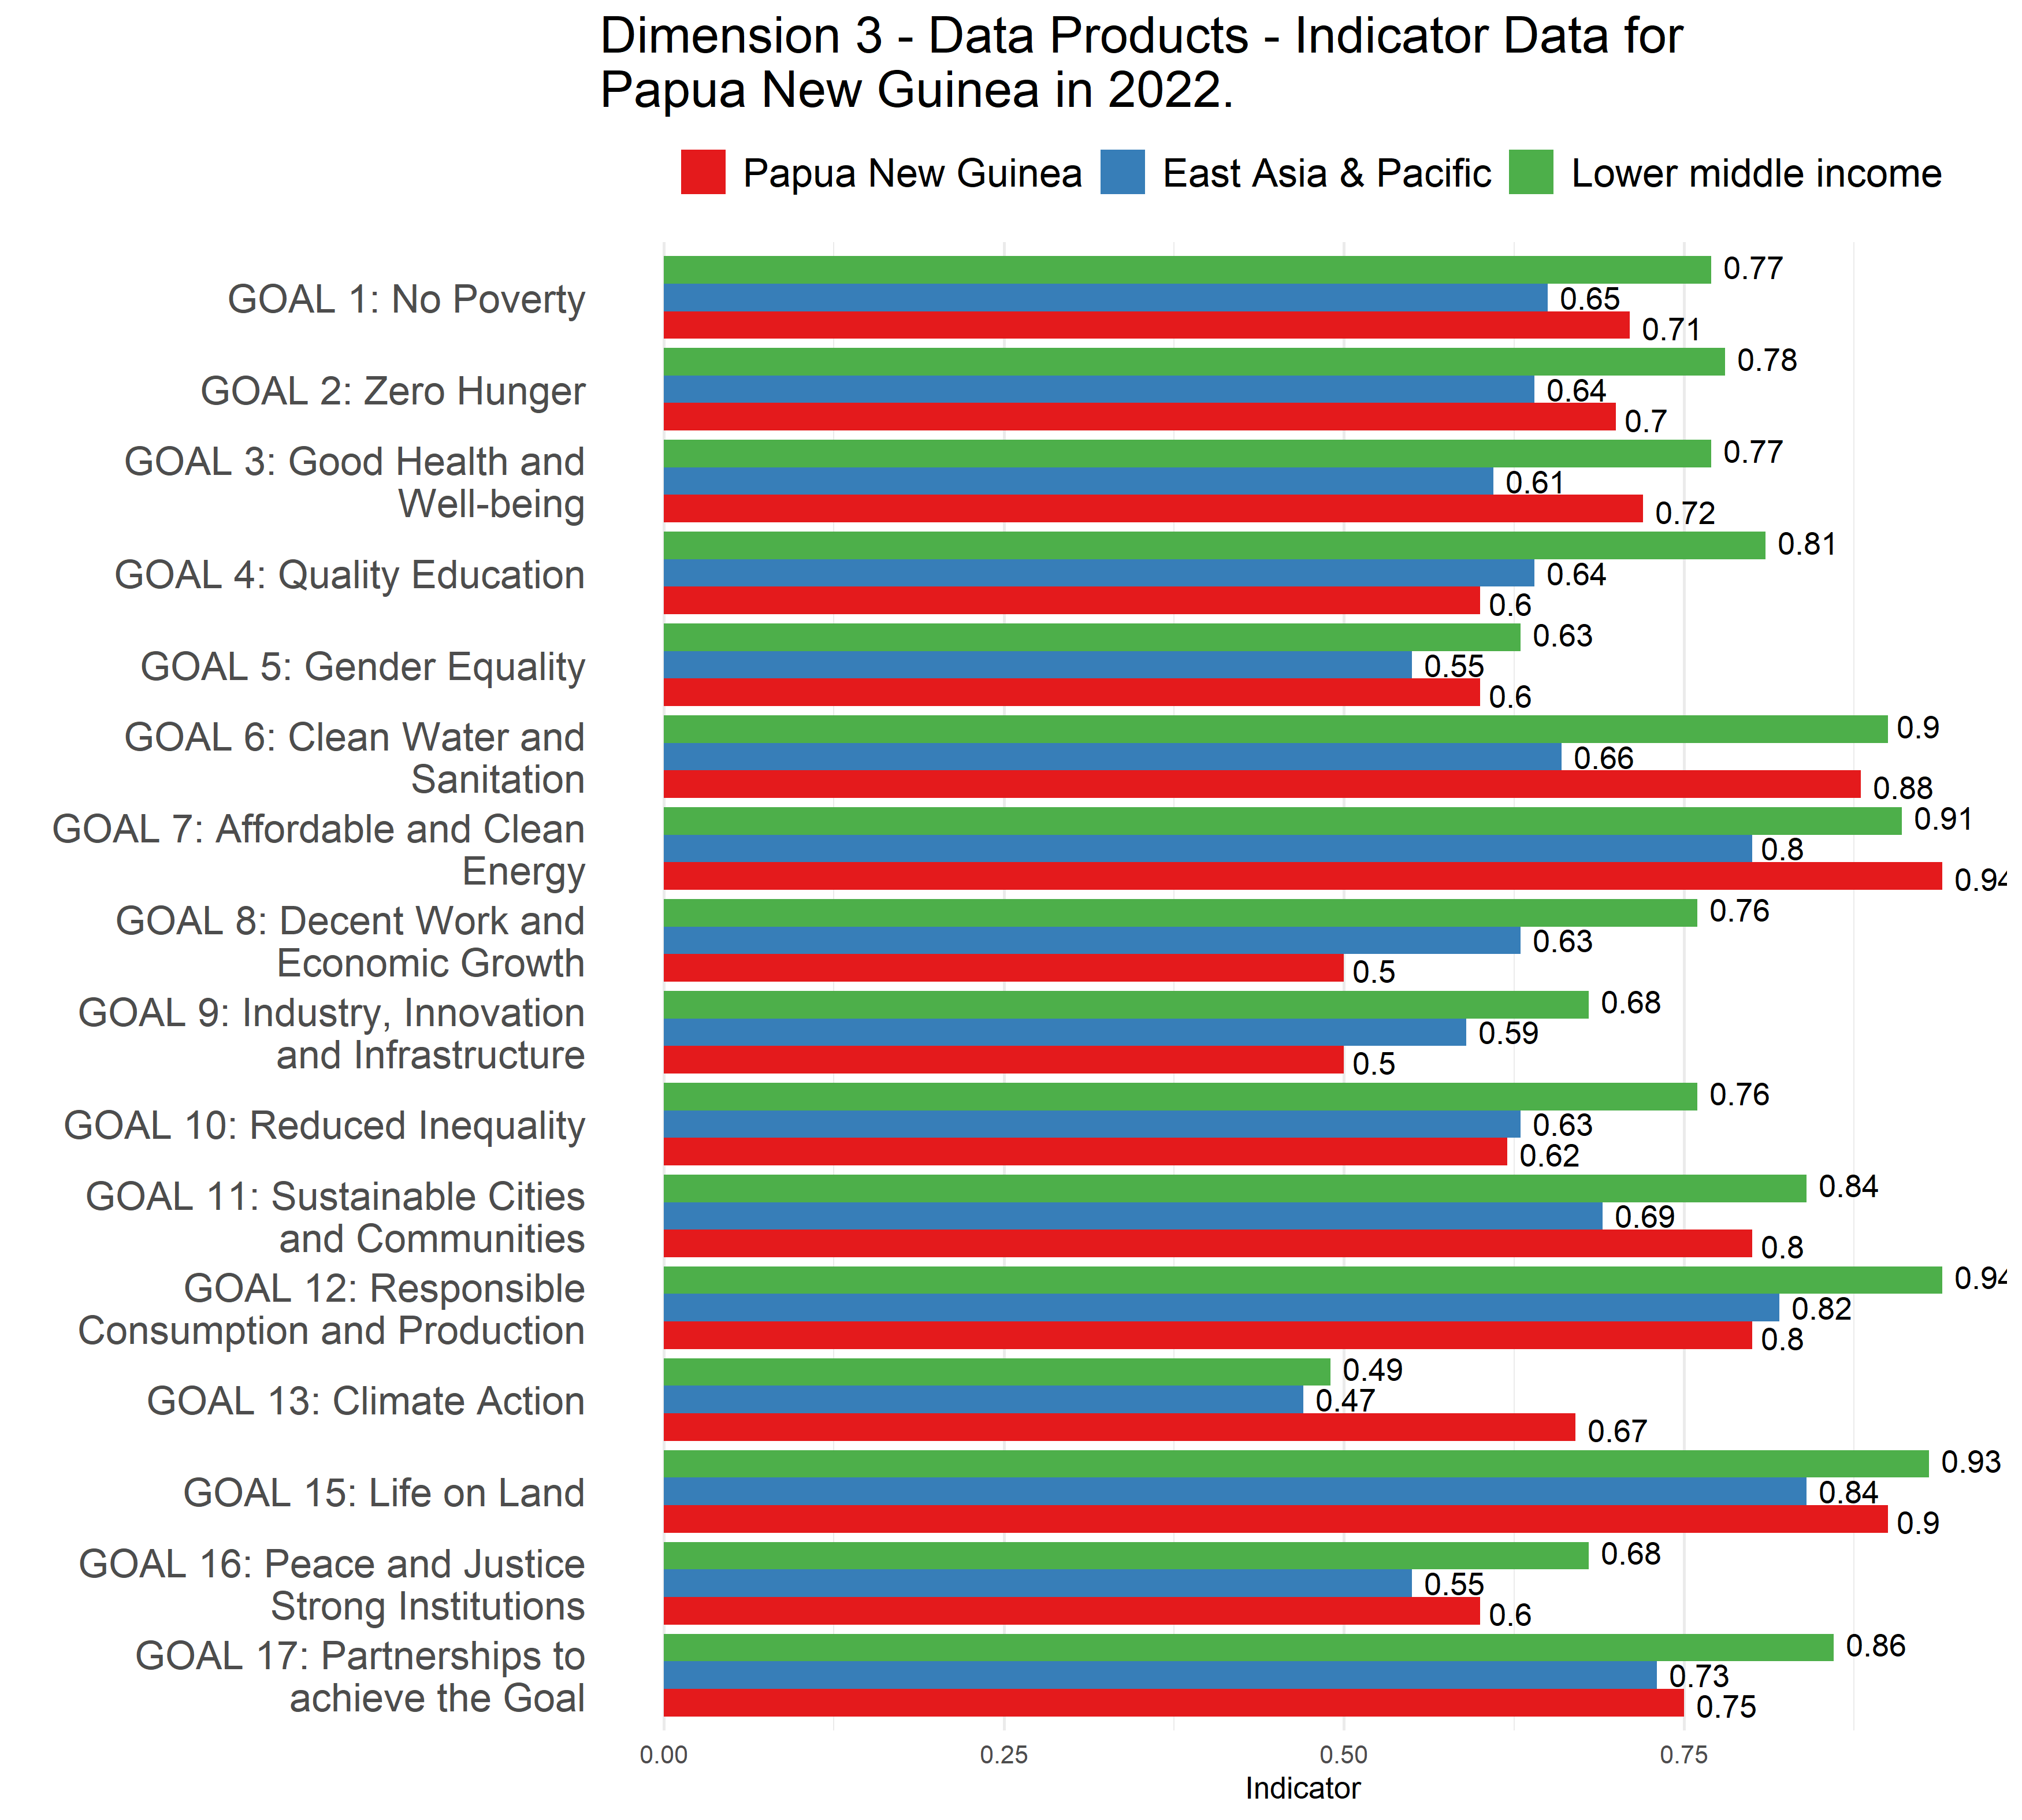 Dimension 3 - Data Products - Indicator Data for
Papua New Guinea in 2022.
Papua New Guinea East Asia & Pacific Lower middle income
GOAL 1: No Poverty
0.77
0.65
0.71
GOAL 2: Zero Hunger
0.78
0.64
0.7
GOAL 3: Good Health and
Well-being
0.77
0.61
0.72
GOAL 4: Quality Education
0.81
0.64
0.6
GOAL 5: Gender Equality
0.63
0.55
0.6
GOAL 6: Clean Water and
Sanitation
0.9
0.66
0.88
GOAL 7: Affordable and Clean
Energy
0.91
0.8
0.94
GOAL 8: Decent Work and
Economic Growth
0.76
0.63
0.5
GOAL 9: Industry, Innovation
and Infrastructure
0.68
0.59
0.5
GOAL 10: Reduced Inequality
0.76
0.63
0.62
GOAL 11: Sustainable Cities
and Communities
0.84
0.69
0.8
GOAL 12: Responsible
Consumption and Production
0.94
0.82
0.8
GOAL 13: Climate Action
0.49
0.47
0.67
GOAL 15: Life on Land
0.93
0.84
0.9
GOAL 16: Peace and Justice
Strong Institutions
0.68
0.55
0.6
GOAL 17: Partnerships to
achieve the Goal
0.86
0.73
0.75
0.00 0.25 0.50 0.75
Indicator